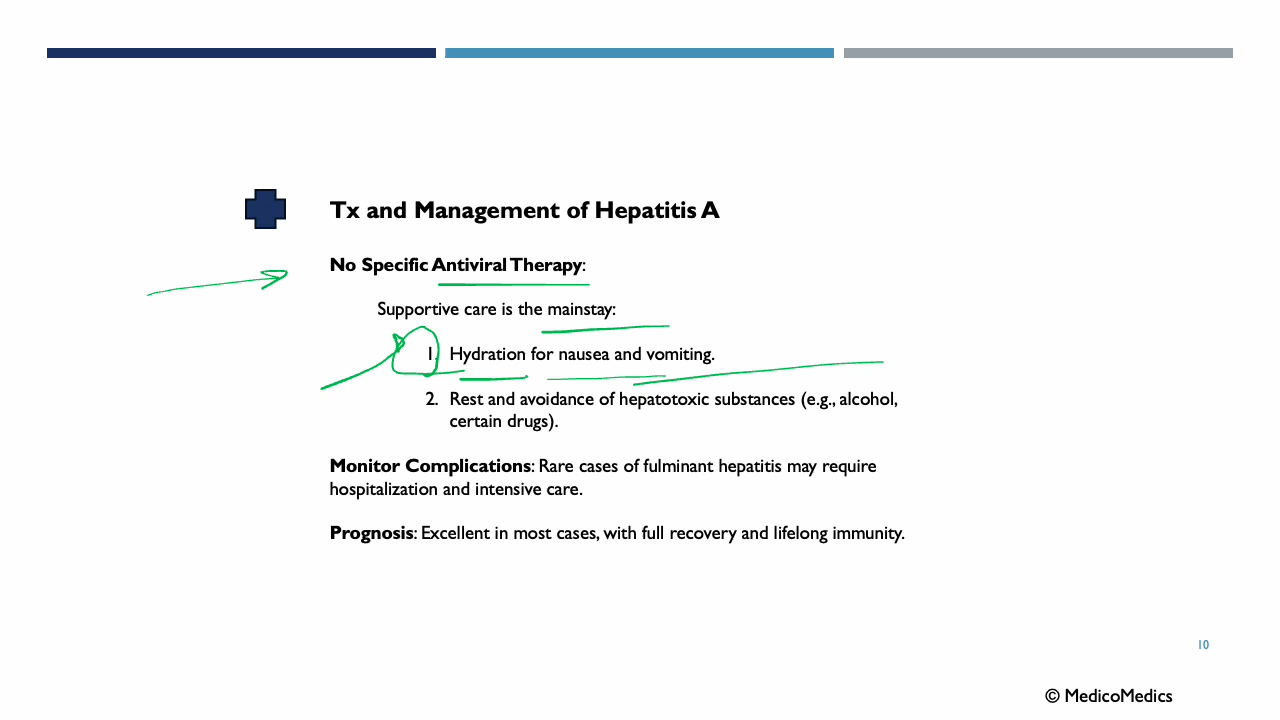 Tx and Management of Hepatitis A
No Specific Antiviral Therapy:
Supportive care is the mainstay:
1. Hydration for nausea and vomiting.
2. Rest and avoidance of hepatotoxic substances (e.g., alcohol,
certain drugs).
Monitor Complications: Rare cases of fulminant hepatitis may require
hospitalization and intensive care.
Prognosis: Excellent in most cases, with full recovery and lifelong immunity.
10
© MedicoMedics